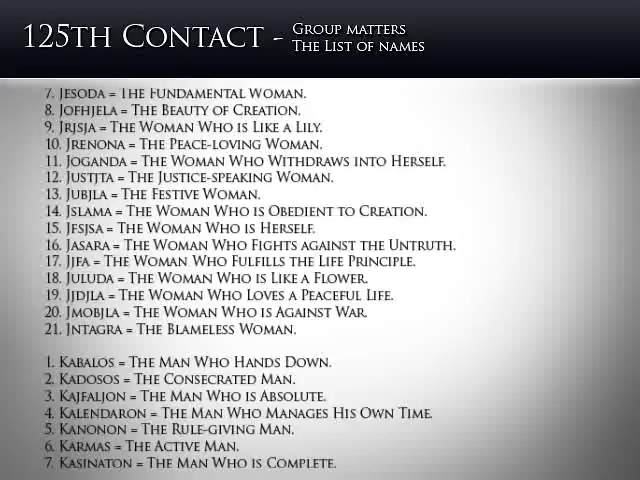 125th Contact - Group matters
The List of names
7. Jesoda = The Fundamental Woman.
8. Jofhjela = The Beauty of Creation.
9. Jrjsja = The Woman Who is Like a Lily.
10. Jrenona = The Peace-loving Woman.
11. Joganda = The Woman Who Withdraws into Herself.
12. Justjta = The Justice-speaking Woman.
13. Jubjla = The Festive Woman.
14. Jslama = The Woman Who is Obedient to Creation.
15. Jfsjsa = The Woman Who is Herself.
16. Jasara = The Woman Who Fights against the Untruth.
17. Jjfa = The Woman Who Fulfills the Life Principle.
18. Juluda = The Woman Who is Like a Flower.
19. Jjdjla = The Woman Who Loves a Peaceful Life.
20. Jmobjla = The Woman Who is Against War.
21. Jntagra = The Blameless Woman.
1. Kabalos = The Man Who Hands Down.
2. Kadosos = The Consecrated Man.
3. Kajfaljon = The Man Who is Absolute.
4. Kalendaron = The Man Who Manages His Own Time.
5. Kanonon = The Rule-giving Man.
6. Karmas = The Active Man.
7. Kasinaton = The Man Who is Complete.